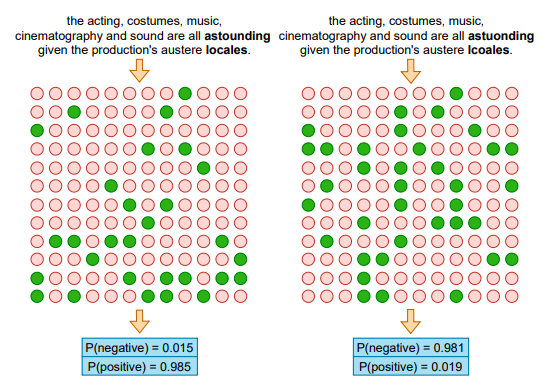 the acting, costumes, music,
cinematography and sound are all astounding
given the production's austere locales.
P(negative) = 0.015
P(positive) = 0.985
the acting, costumes, music,
cinematography and sound are all astuonding
given the production's austere lcoales.
P(negative) = 0.981
P(positive) = 0.019